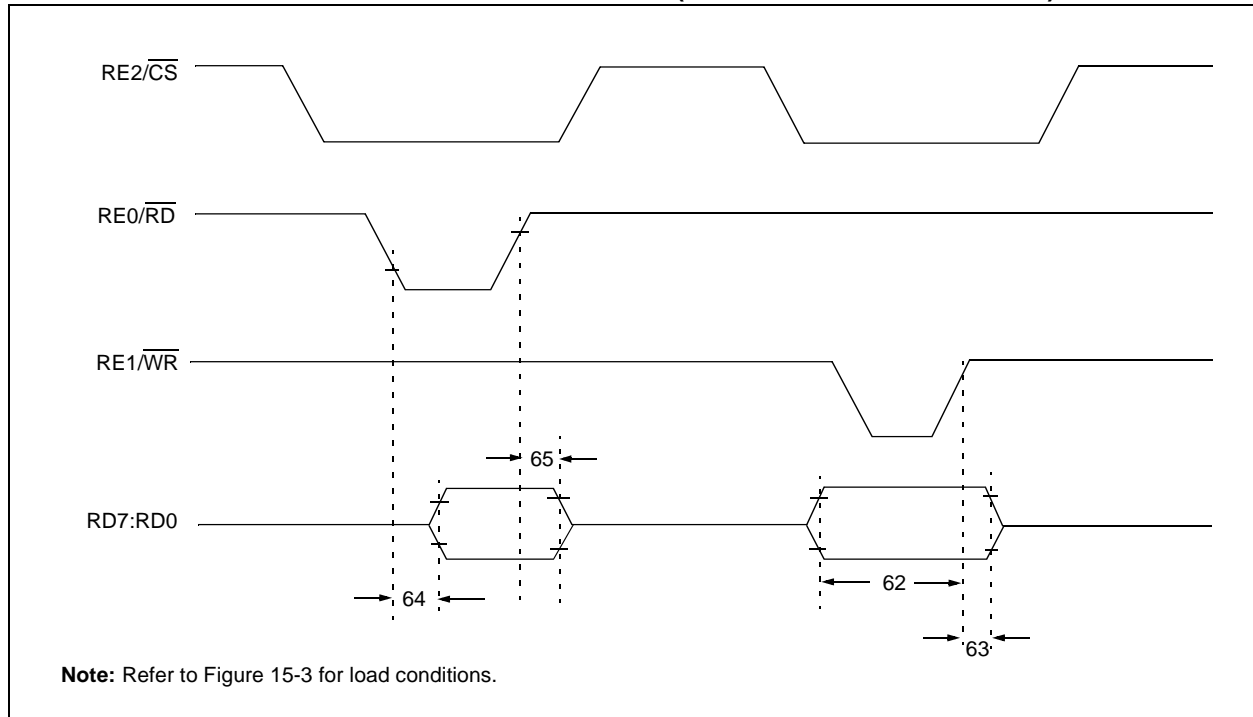 RE2/CS
RE0/RD
RE1/WR
65
RD7:RD0
64
62
63
Note: Refer to Figure 15-3 for load conditions.